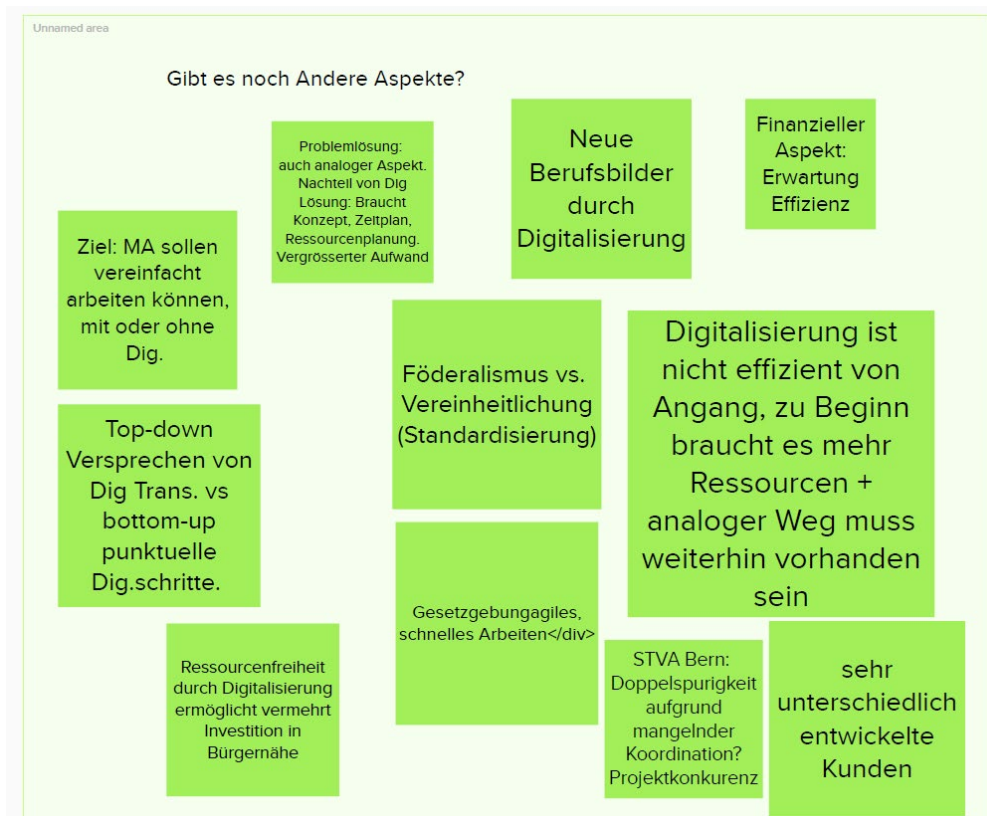 Unnamed area
Gibt es noch Andere Aspekte?
Problemlösung:
auch analoger Aspekt.
Nachteil von DIg
Lösung: Braucht
Konzept, Zeitplan,
Ressourcenplanung.
Vergrösserter Aufwand
Neue
Berufsbilder
durch
Digitalisierung
Finanzieller
Aspekt:
Erwartung
Effizienz
Ziel: MA sollen
vereinfacht
arbeiten können,
mit oder ohne
Dig.
Föderalismus vs.
Vereinheitlichung
(Standardisierung)
Digitalisierung ist
nicht effizient von
Angang, zu Beginn
braucht es mehr
Ressourcen +
analoger Weg muss
weiterhin vorhanden
sein
Top-down
Versprechen von
Dig Trans. vs
bottom-up
punktuelle
Dig.schritte.
Gesetzgebungagiles,
schnelles Arbeiten</div>
Ressourcenfreiheit
durch Digitalisierung
ermöglicht vermehrt
Investition in
Bürgernähe
STVA Bern:
Doppelspurigkeit
aufgrund
mangelnder
Koordination?
Projektkonkurenz
sehr
unterschiedlich
entwickelte
Kunden